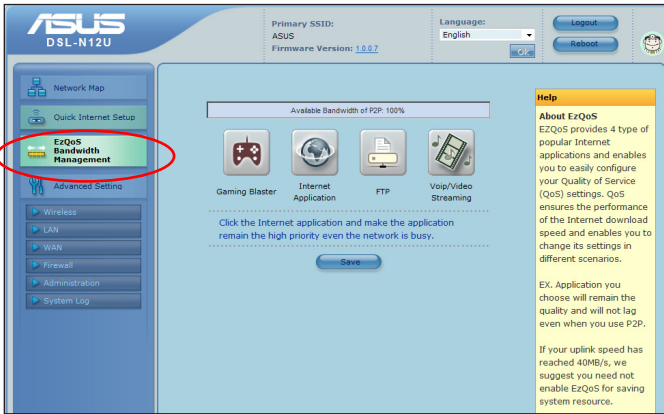 ASUS
DSL-N12U
Primary SSID:
ASUS
Firmware Version: 1.0.0.7
Language:
English
OK
Logout
Reboot
Network Map
Quick Internet Setup
EzQoS
Bandwidth
Management
Advanced Setting
Wireless
LAN
WAN
Firewall
Administration
System Log
Available Bandwidth of P2P: 100%
Gaming Blaster
Internet
Application
FTP
Voip/Video
Streaming
Click the Internet application and make the application
remain the high priority even the network is busy.
Save
Help
About EzQoS
EZQoS provides 4 type of
popular Internet
applications and enables
you to easily configure
your Quality of Service
(QoS) settings. QoS
ensures the performance
of the Internet download
speed and enables you to
change its settings in
different scenarios.
EX. Application you
choose will remain the
quality and will not lag
even when you use P2P.
If your uplink speed has
reached 40MB/s, we
suggest you need not
enable EzQoS for saving
system resource.